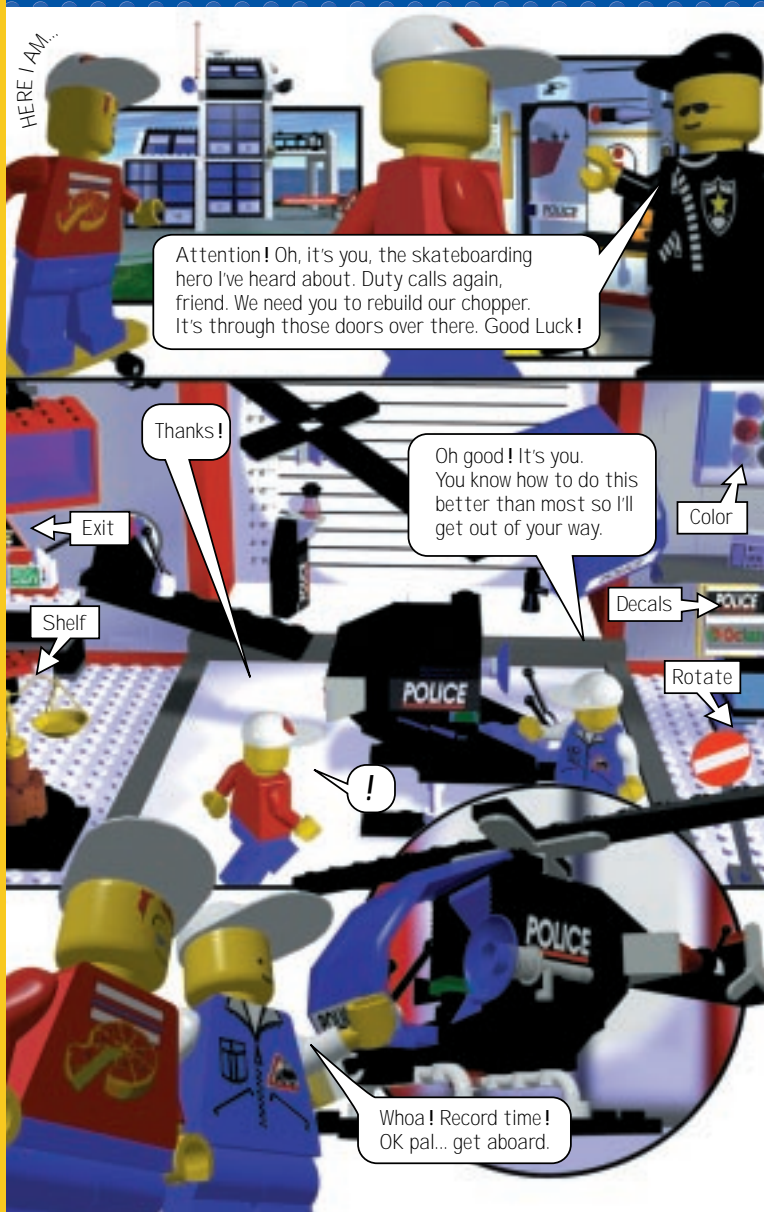 HERE I AM...
POLICE
Attention! Oh, it's you, the skateboarding
hero I've heard about. Duty calls again,
friend. We need you to rebuild our chopper.
It's through those doors over there. Good Luck!
Thanks!
Oh good! It's you.
You know how to do this
better than most so I'll
get out of your way.
Color
Exit
Decals
POLICE
Octan
Shelf
Rotate
POLICE
!
POLICE
Whoa! Record time!
OK pal... get aboard.